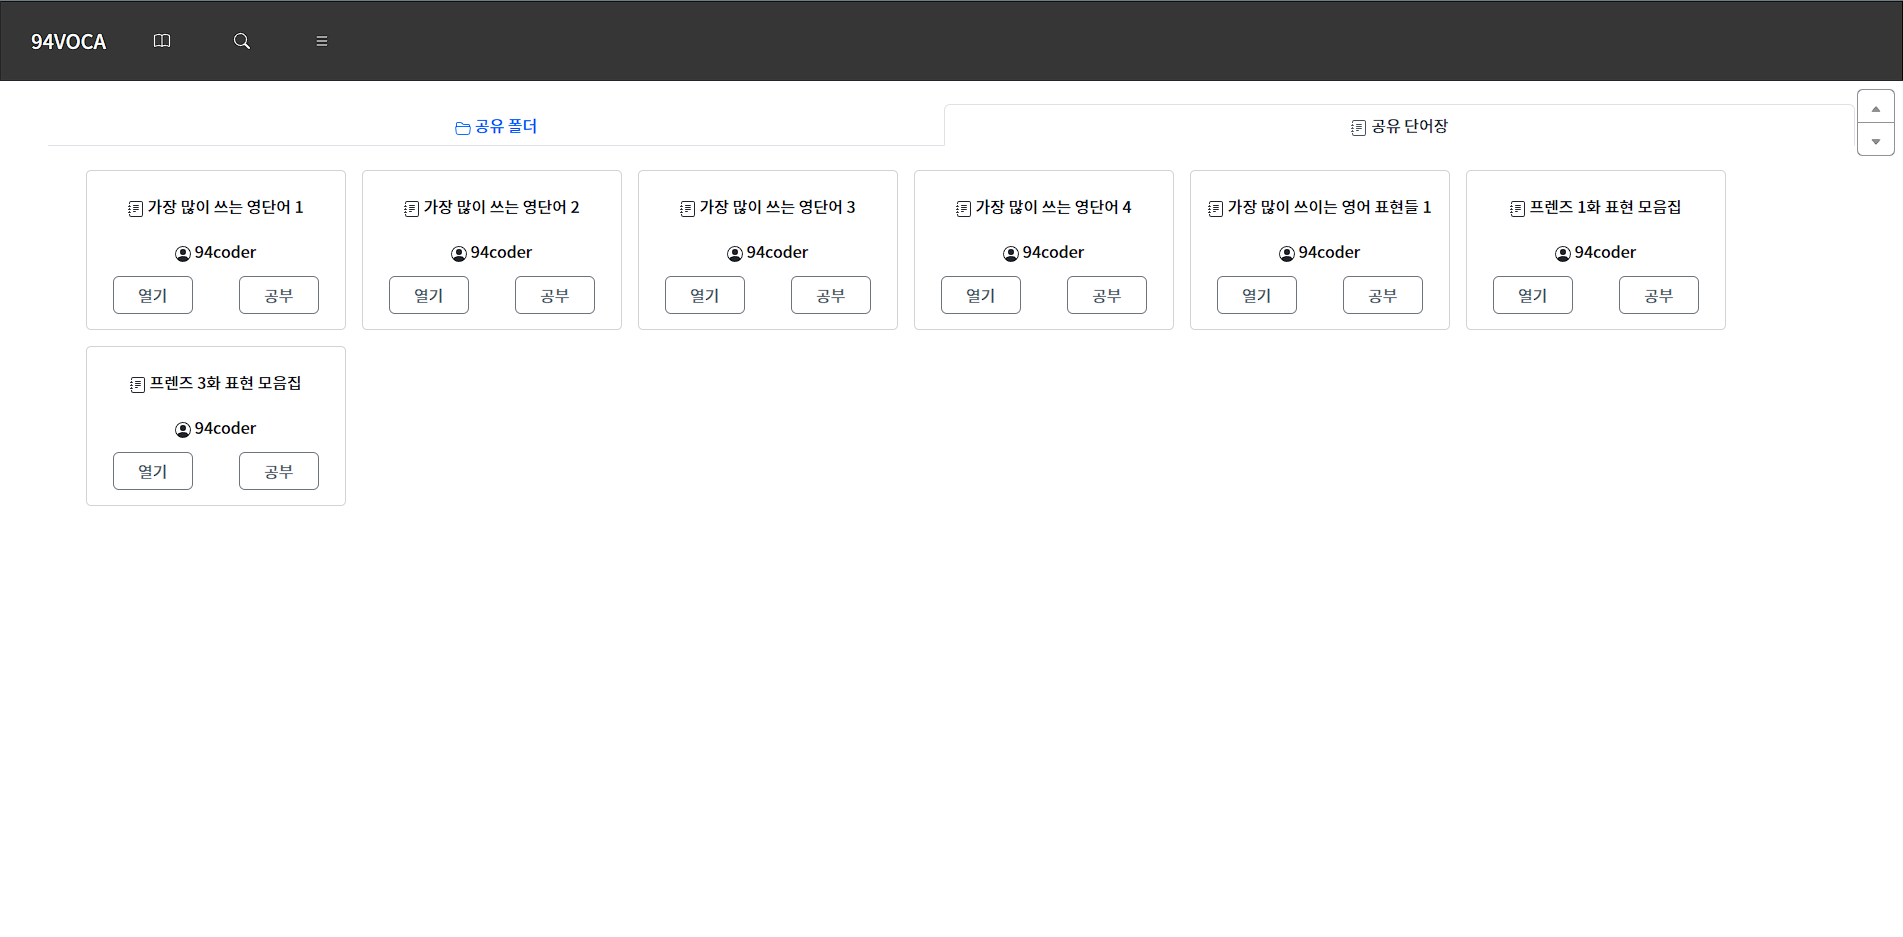 94VOCA
공유 폴더
공유 단어장
가장 많이 쓰는 영단어 1
94coder
열기
공부
가장 많이 쓰는 영단어 2
94coder
열기
공부
가장 많이 쓰는 영단어 3
94coder
열기
공부
가장 많이 쓰는 영단어 4
94coder
열기
공부
가장 많이 쓰이는 영어 표현들 1
94coder
열기
공부
프렌즈 1화 표현 모음집
94coder
열기
공부
프렌즈 3화 표현 모음집
94coder
열기
공부